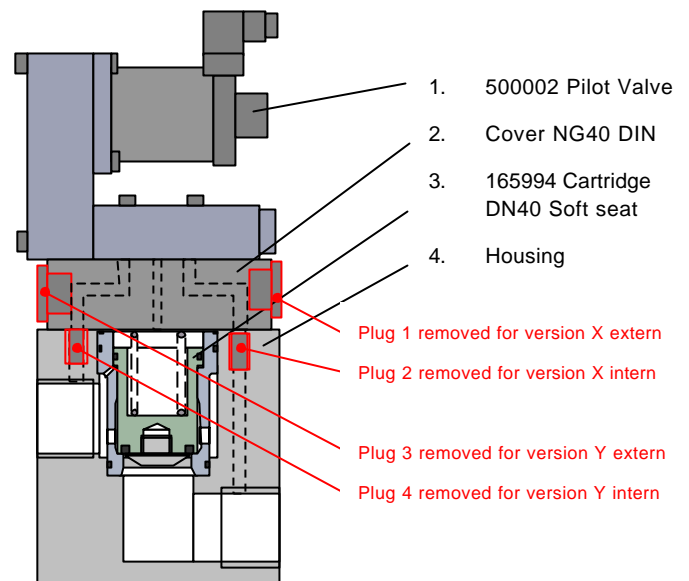 1. 500002 Pilot Valve
2. Cover NG40 DIN
3. 165994 Cartridge
DN40 Soft seat
4. Housing
Plug 1 removed for version X extern
Plug 2 removed for version X intern
Plug 3 removed for version Y extern
Plug 4 removed for version Y intern